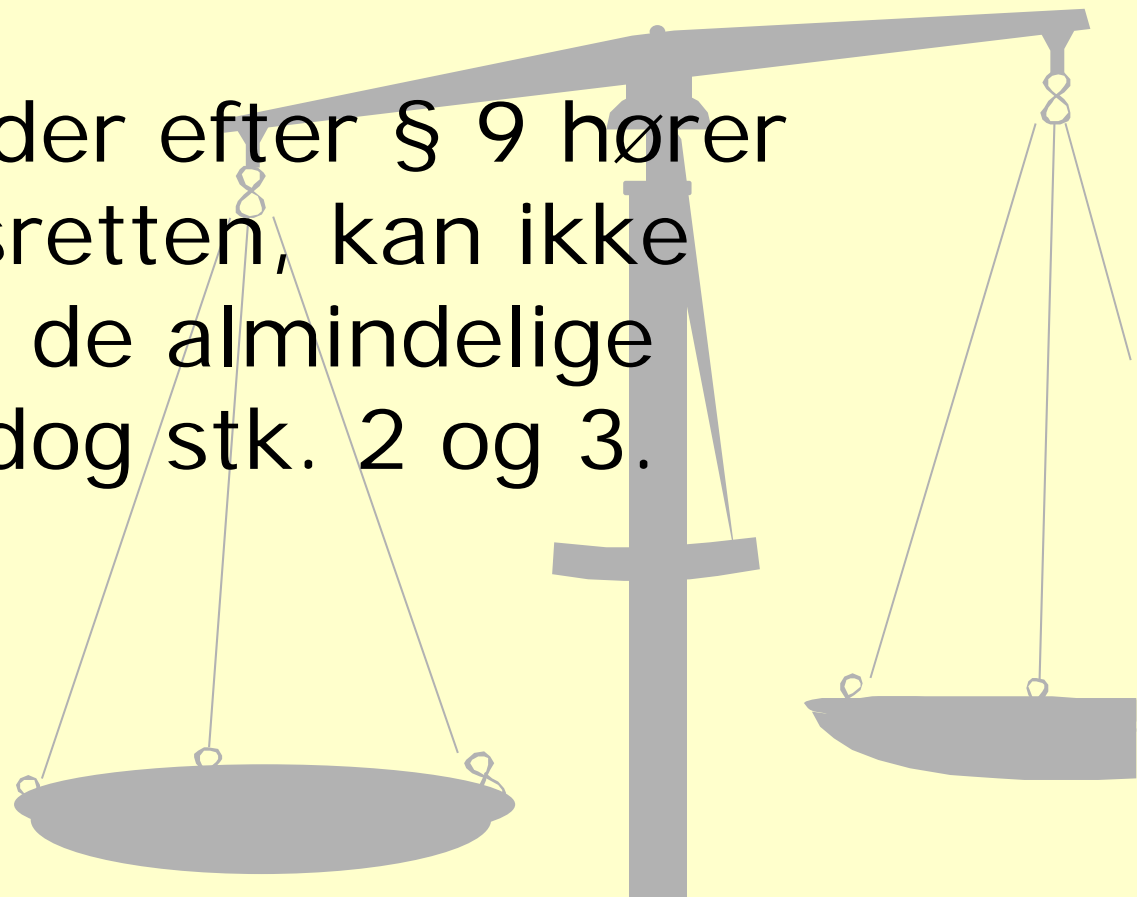 der efter § 9 hører
sretten, kan ikke
de almindelige
dog stk. 2 og 3.